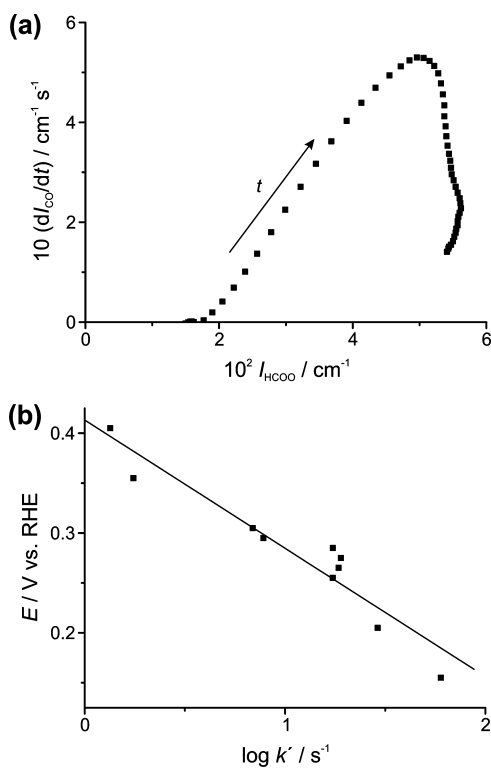 (a)
6
4
2
0
10 (dI_CO/dt) / cm⁻¹ s⁻¹
t
0 2 4 6
10² I_HCOO / cm⁻¹
(b)
0.4
0.3
0.2
E / V vs. RHE
0 1 2
log k´ / s⁻¹